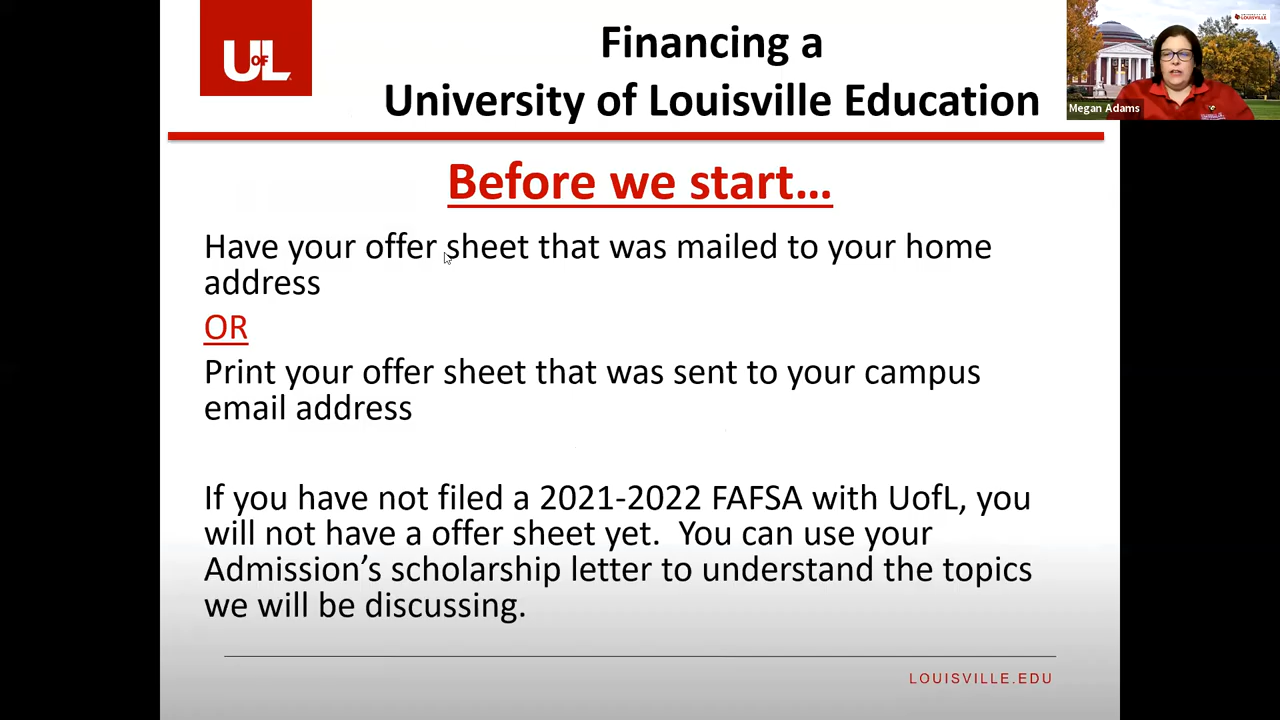 UofL
Financing a
University of Louisville Education
LOUISVILLE
Megan Adams
Before we start…
Have your offer sheet that was mailed to your home
address
OR
Print your offer sheet that was sent to your campus
email address
If you have not filed a 2021-2022 FAFSA with UofL, you
will not have a offer sheet yet.  You can use your
Admission’s scholarship letter to understand the topics
we will be discussing.
LOUISVILLE.EDU